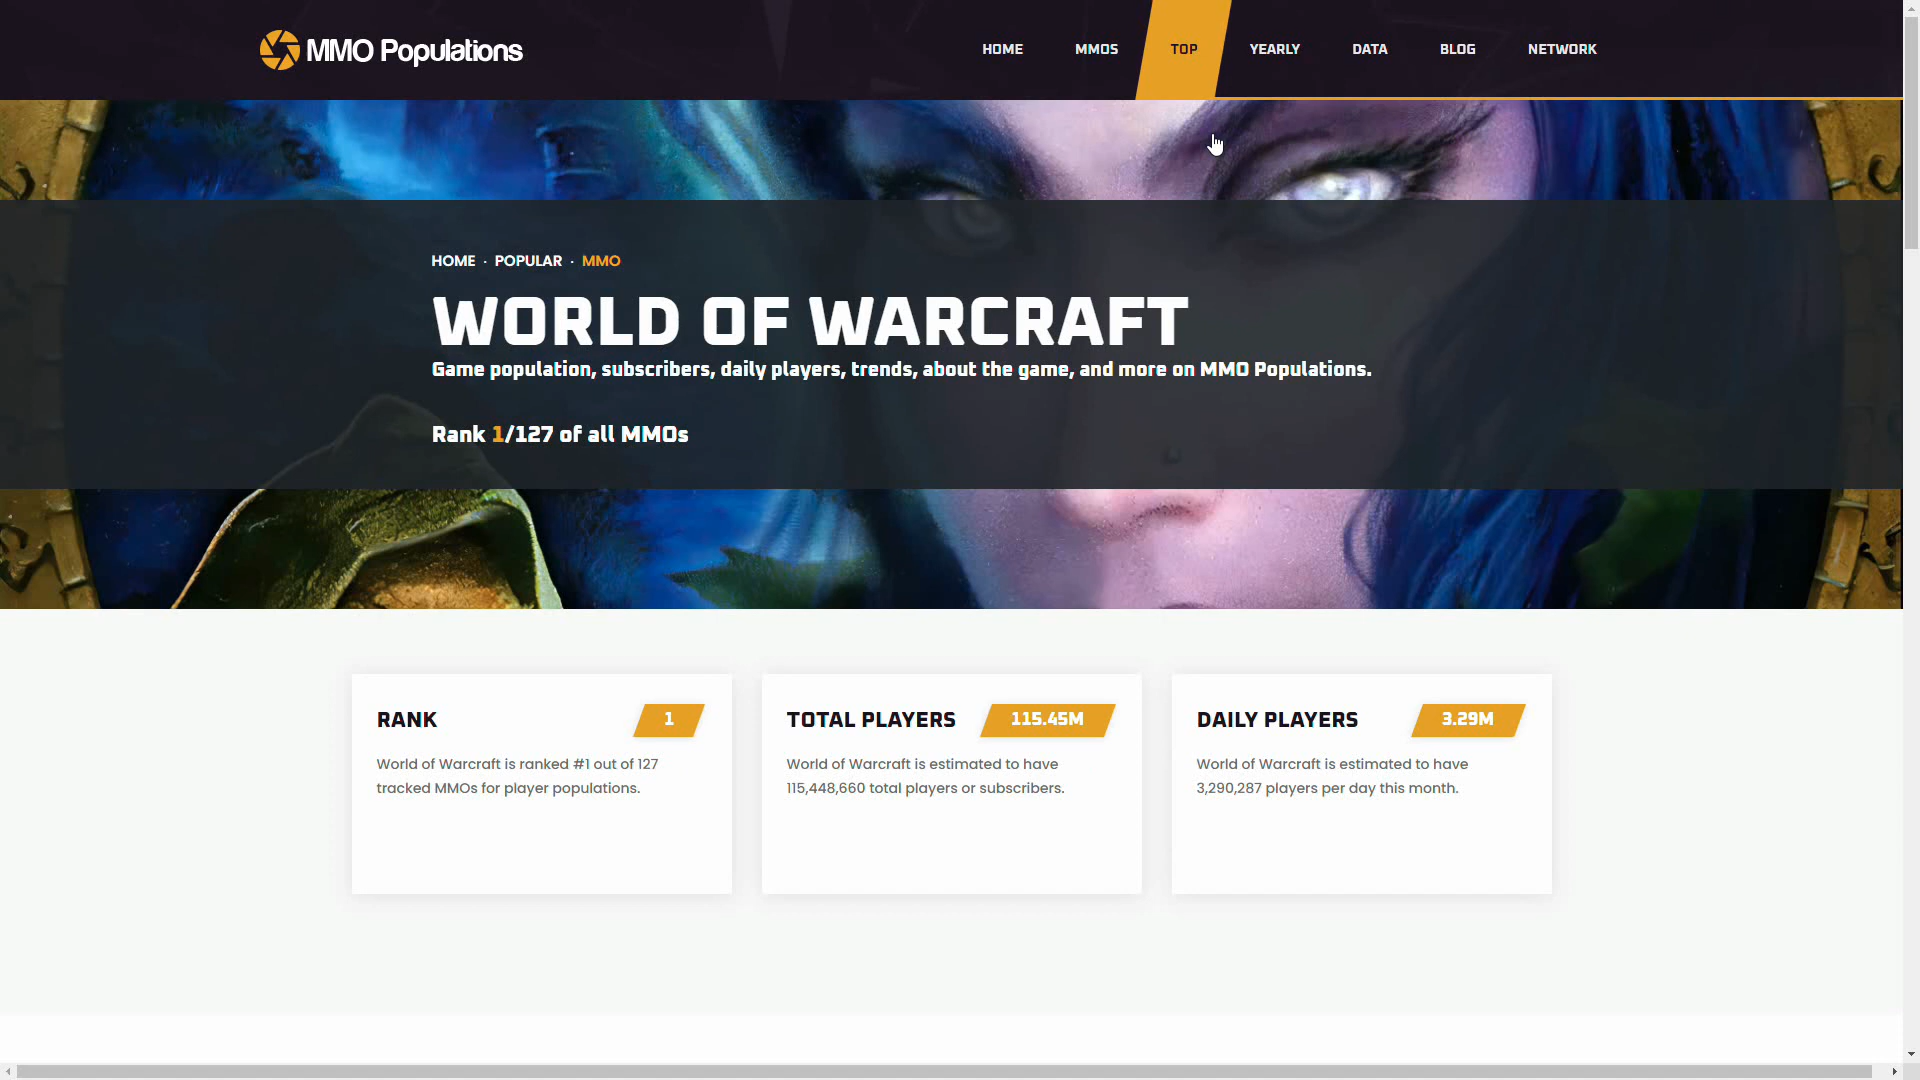 MMO Populations
HOME MMOS TOP YEARLY DATA BLOG NETWORK
HOME · POPULAR · MMO
WORLD OF WARCRAFT
Game population, subscribers, daily players, trends, about the game, and more on MMO Populations.
Rank 1/127 of all MMOs
RANK 1
World of Warcraft is ranked #1 out of 127
tracked MMOs for player populations.
TOTAL PLAYERS 115.45M
World of Warcraft is estimated to have
115,448,660 total players or subscribers.
DAILY PLAYERS 3.29M
World of Warcraft is estimated to have
3,290,287 players per day this month.